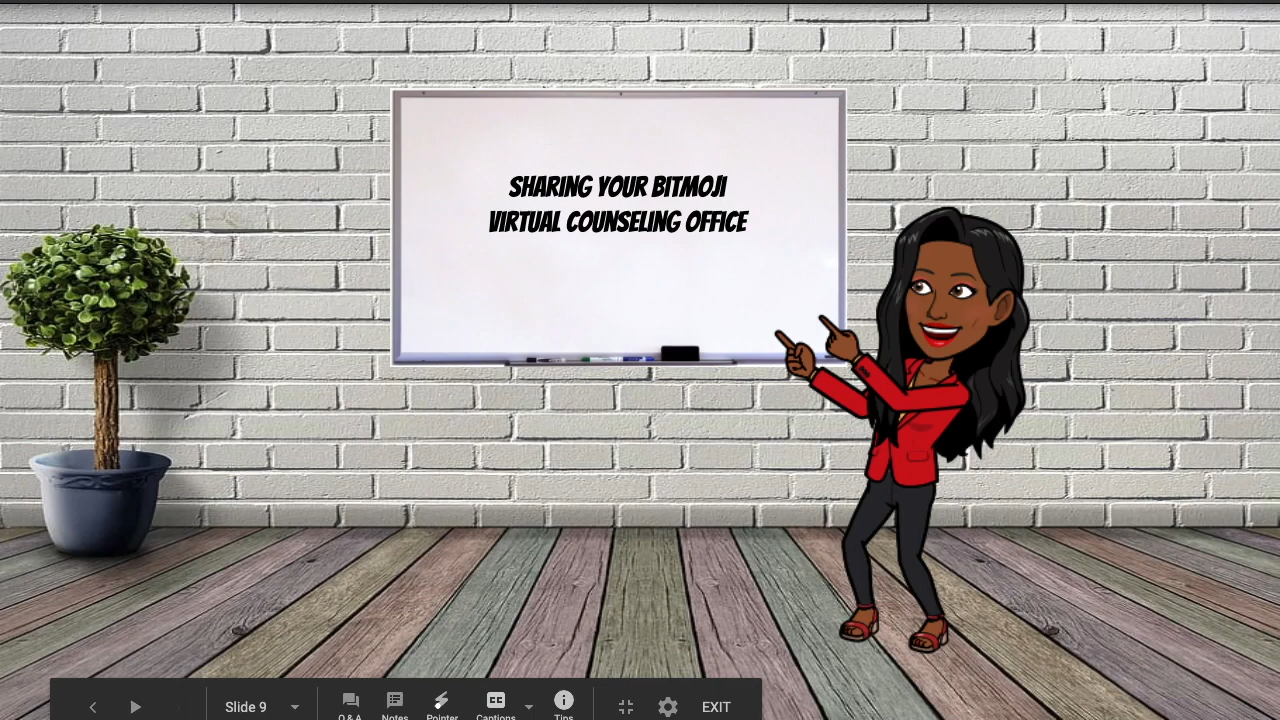 SHARING YOUR BITMOJI
VIRTUAL COUNSELING OFFICE
Slide 9
Q&A
Notes
Pointer
Captions
Tips
EXIT